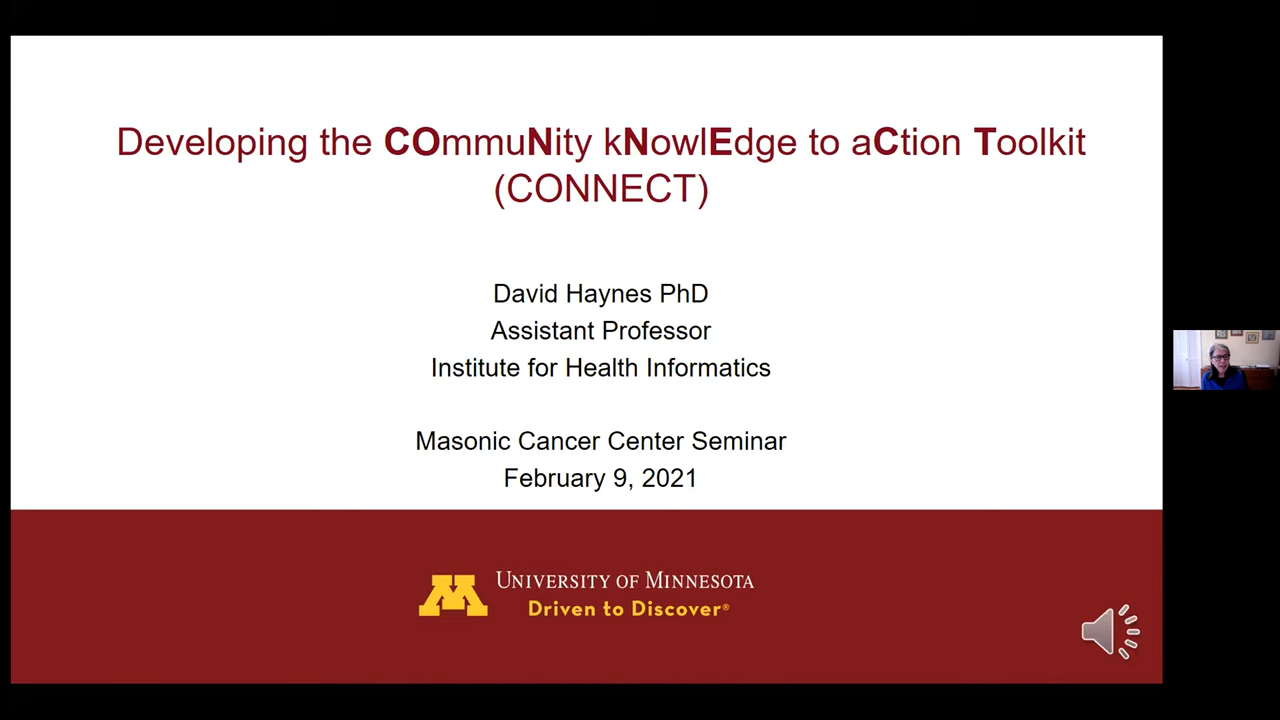 Developing the COmmuNity kNowlEdge to aCtion Toolkit
(CONNECT)
David Haynes PhD
Assistant Professor
Institute for Health Informatics
Masonic Cancer Center Seminar
February 9, 2021
M UNIVERSITY OF MINNESOTA
Driven to Discover®